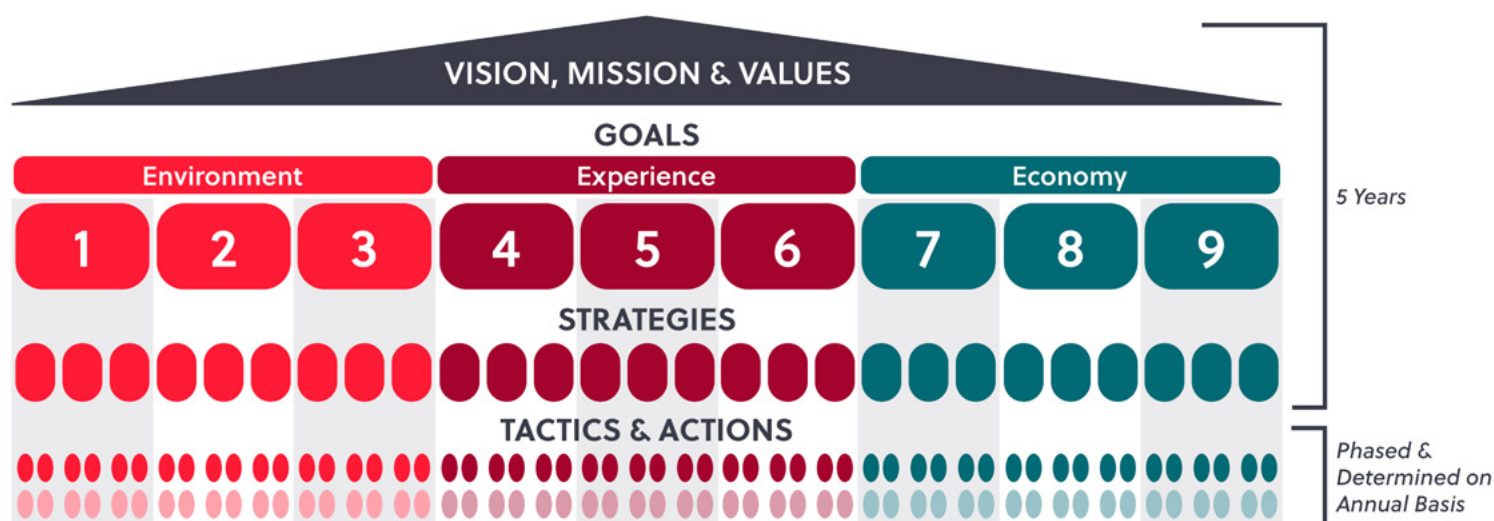 VISION, MISSION & VALUES
GOALS
Environment
Experience
Economy
1 2 3 4 5 6 7 8 9
STRATEGIES
TACTICS & ACTIONS
5 Years
Phased &
Determined on
Annual Basis